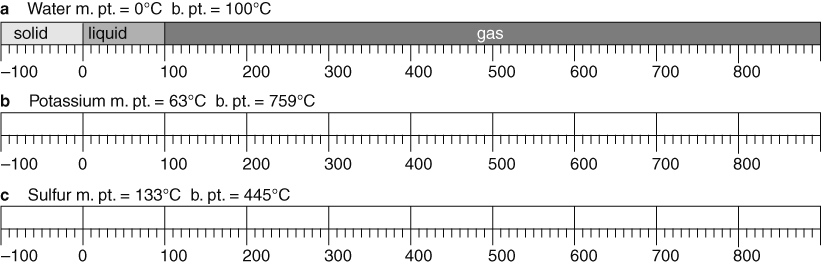 a Water m. pt. = 0°C b. pt. = 100°C
solid liquid gas
–100 0 100 200 300 400 500 600 700 800
b Potassium m. pt. = 63°C b. pt. = 759°C
–100 0 100 200 300 400 500 600 700 800
c Sulfur m. pt. = 133°C b. pt. = 445°C
–100 0 100 200 300 400 500 600 700 800